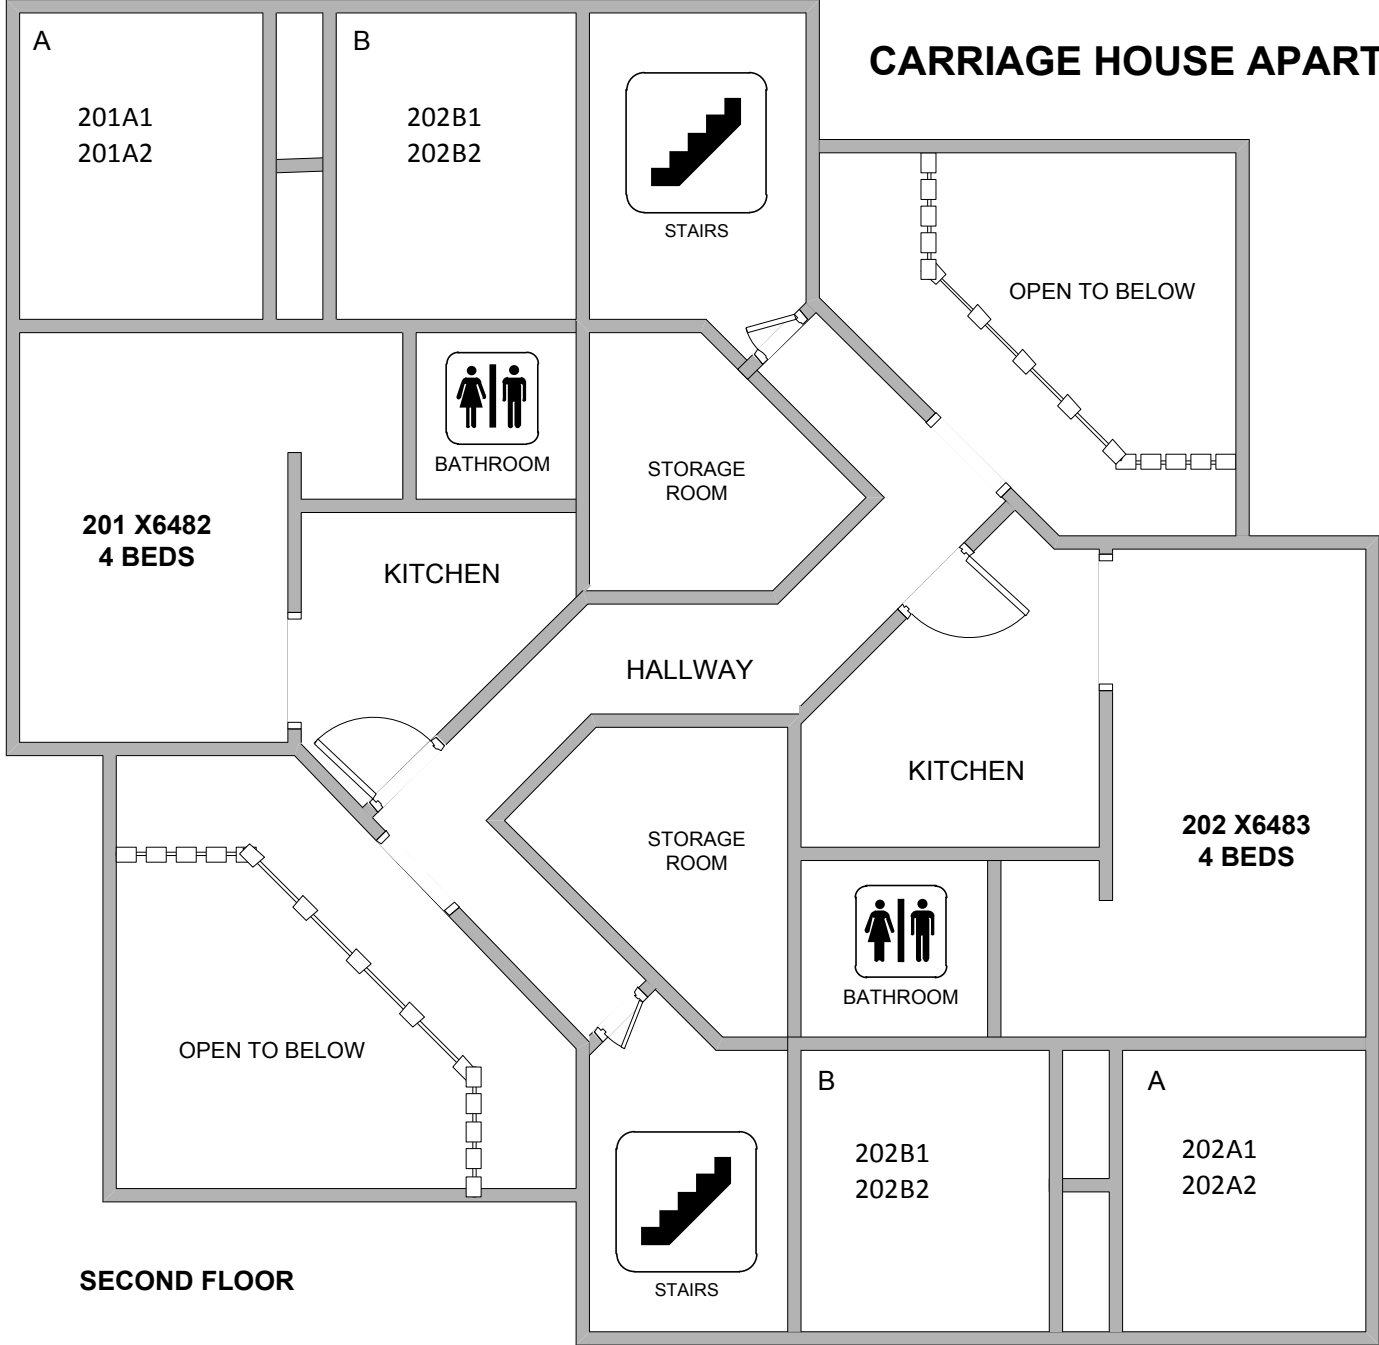 CARRIAGE HOUSE APART
A
B
201A1
201A2
202B1
202B2
STAIRS
OPEN TO BELOW
BATHROOM
STORAGE
ROOM
201 X6482
4 BEDS
KITCHEN
HALLWAY
KITCHEN
STORAGE
ROOM
202 X6483
4 BEDS
BATHROOM
OPEN TO BELOW
B
A
202B1
202B2
202A1
202A2
STAIRS
SECOND FLOOR